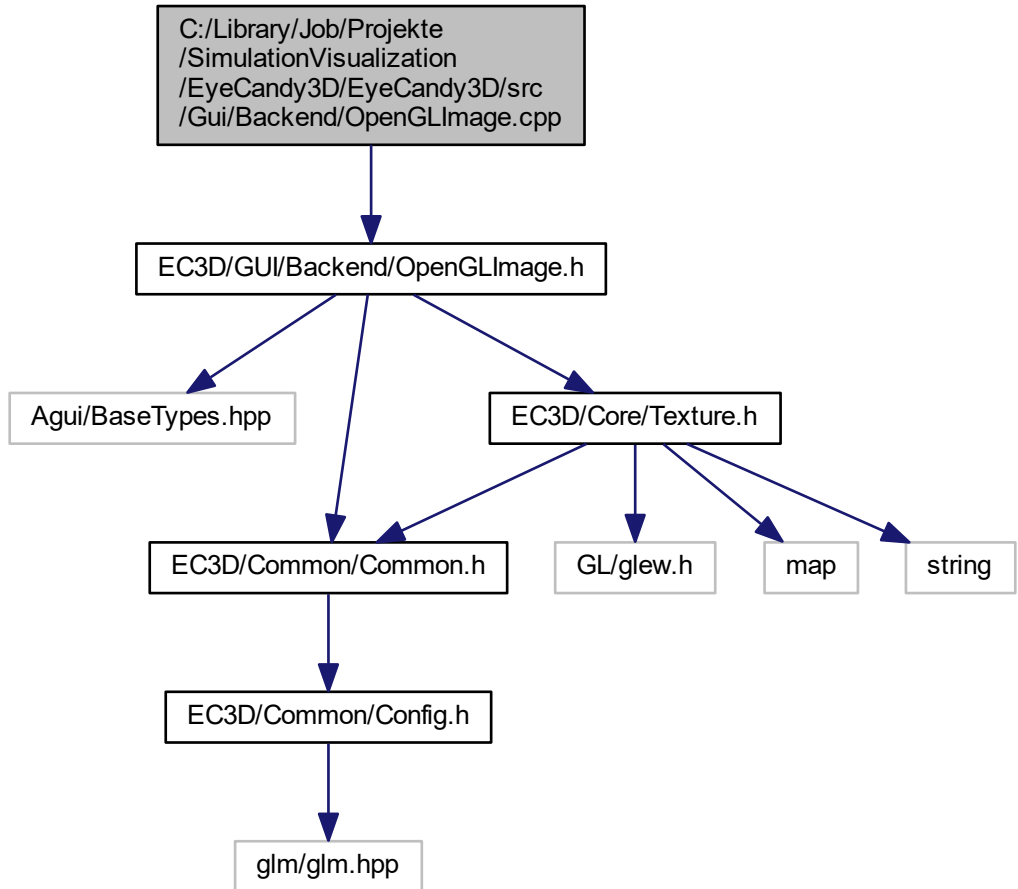 C:/Library/Job/Projekte
/SimulationVisualization
/EyeCandy3D/EyeCandy3D/src
/Gui/Backend/OpenGLImage.cpp
EC3D/GUI/Backend/OpenGLImage.h
Agui/BaseTypes.hpp
EC3D/Core/Texture.h
EC3D/Common/Common.h
GL/glew.h
map
string
EC3D/Common/Config.h
glm/glm.hpp